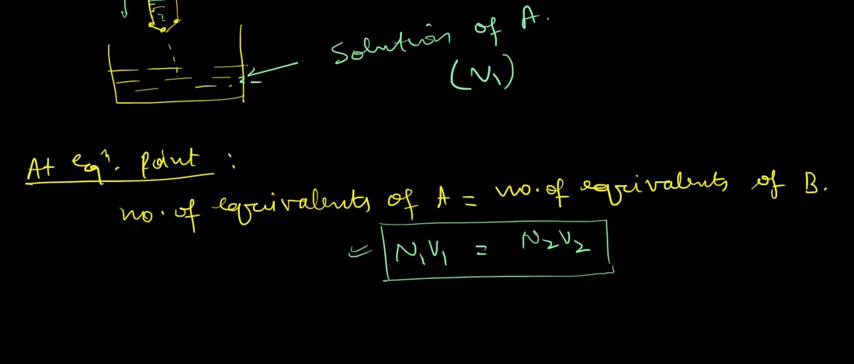 Solution of A.
(N₁)
At eqⁿ. point :
no. of equivalents of A = no. of equivalents of B.
N₁V₁ = N₂V₂